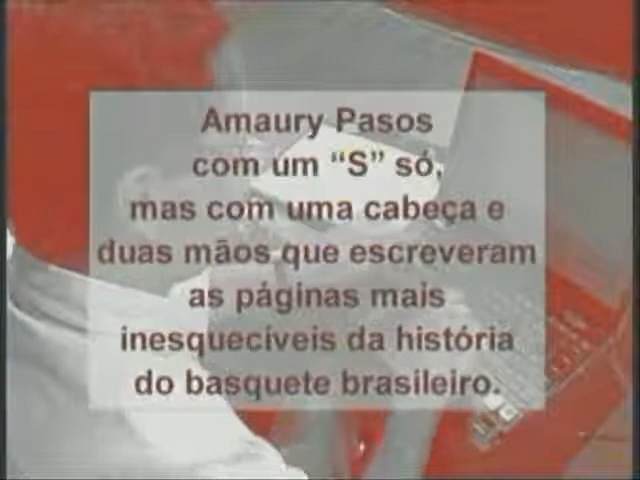 Amaury Pasos
com um “S” só,
mas com uma cabeça e
duas mãos que escreveram
as páginas mais
inesquecíveis da história
do basquete brasileiro.